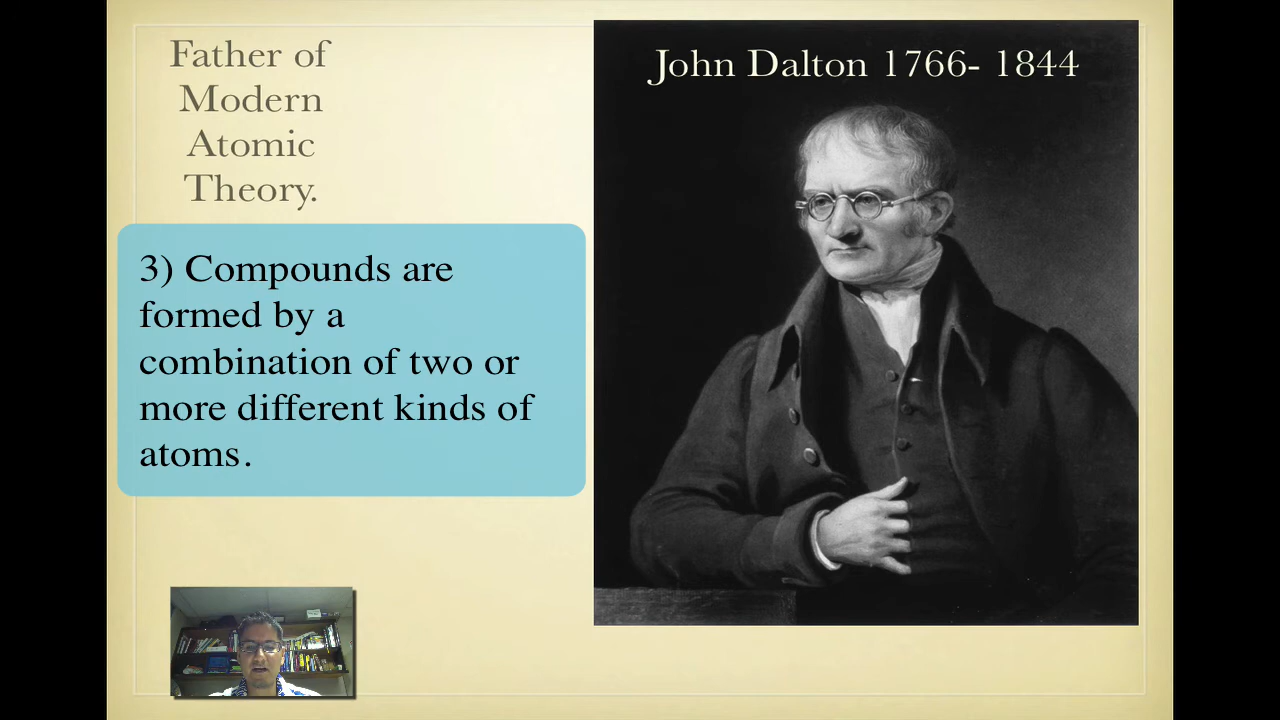 Father of
Modern
Atomic
Theory.
John Dalton 1766- 1844
3) Compounds are
formed by a
combination of two or
more different kinds of
atoms.